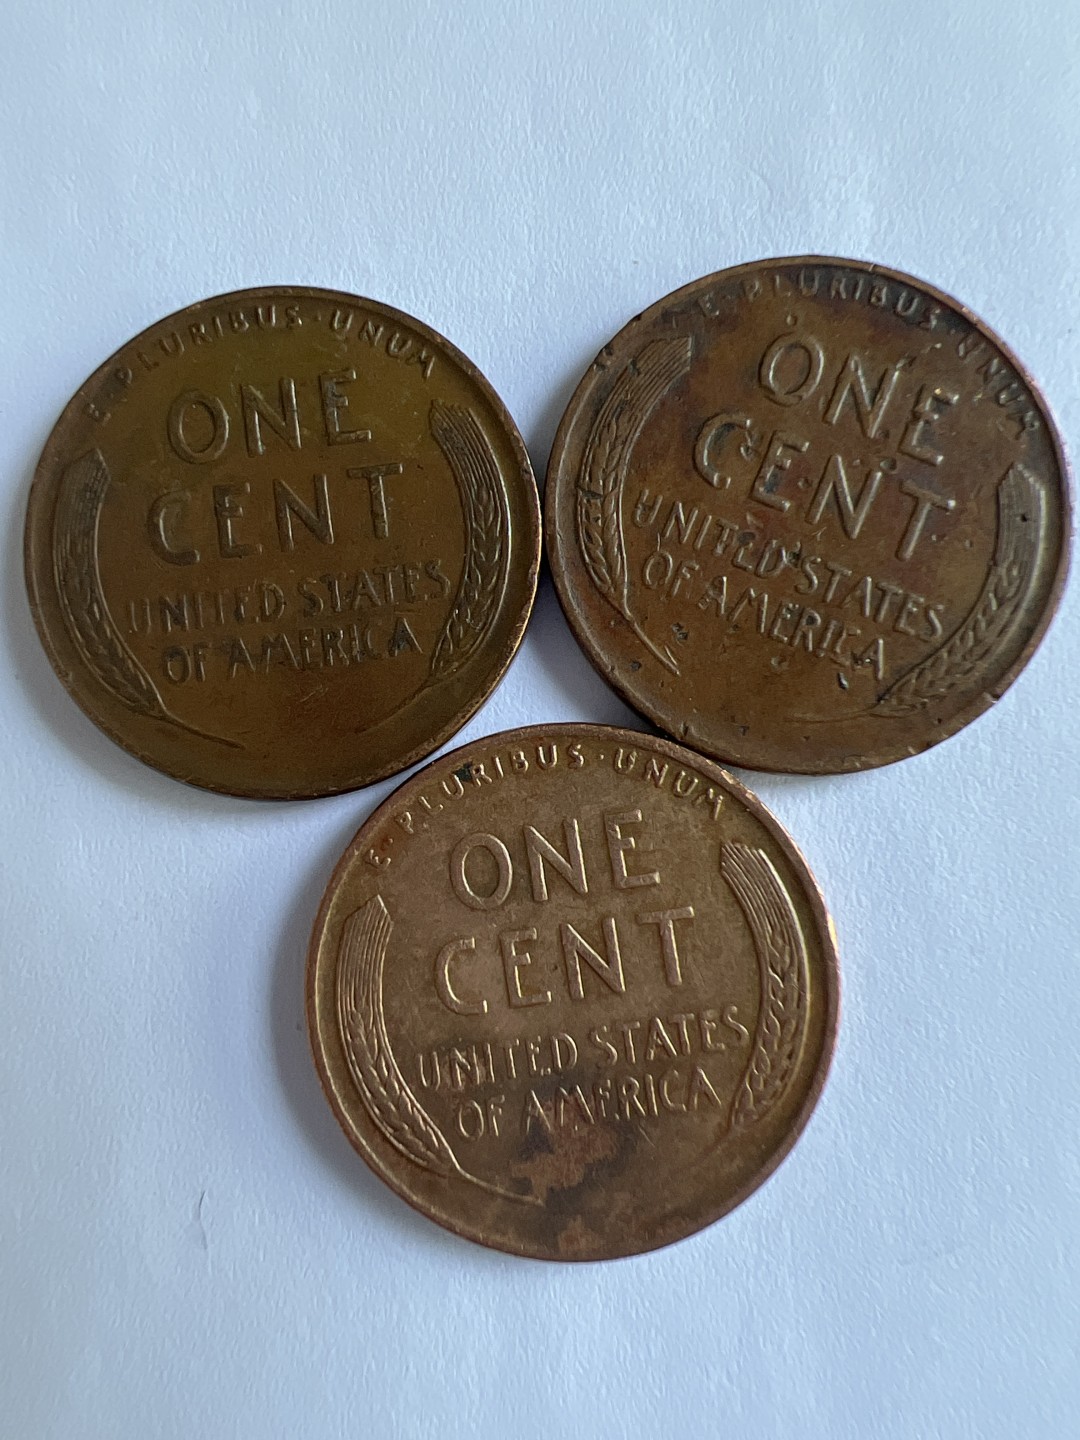 E · PLURIBUS · UNUM
ONE
CENT
UNITED STATES
OF AMERICA
E · PLURIBUS · UNUM
ONE
CENT
UNITED STATES
OF AMERICA
E · PLURIBUS · UNUM
ONE
CENT
UNITED STATES
OF AMERICA